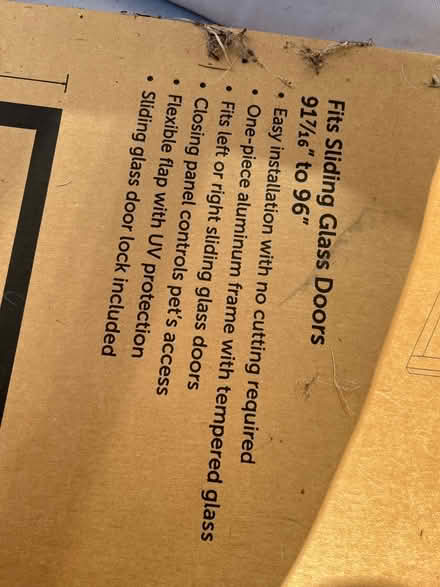 Fits Sliding Glass Doors
91 7/16" to 96"
• Easy installation with no cutting required
• One-piece aluminum frame with tempered glass
• Fits left or right sliding glass doors
• Closing panel controls pet's access
• Flexible flap with UV protection
• Sliding glass door lock included